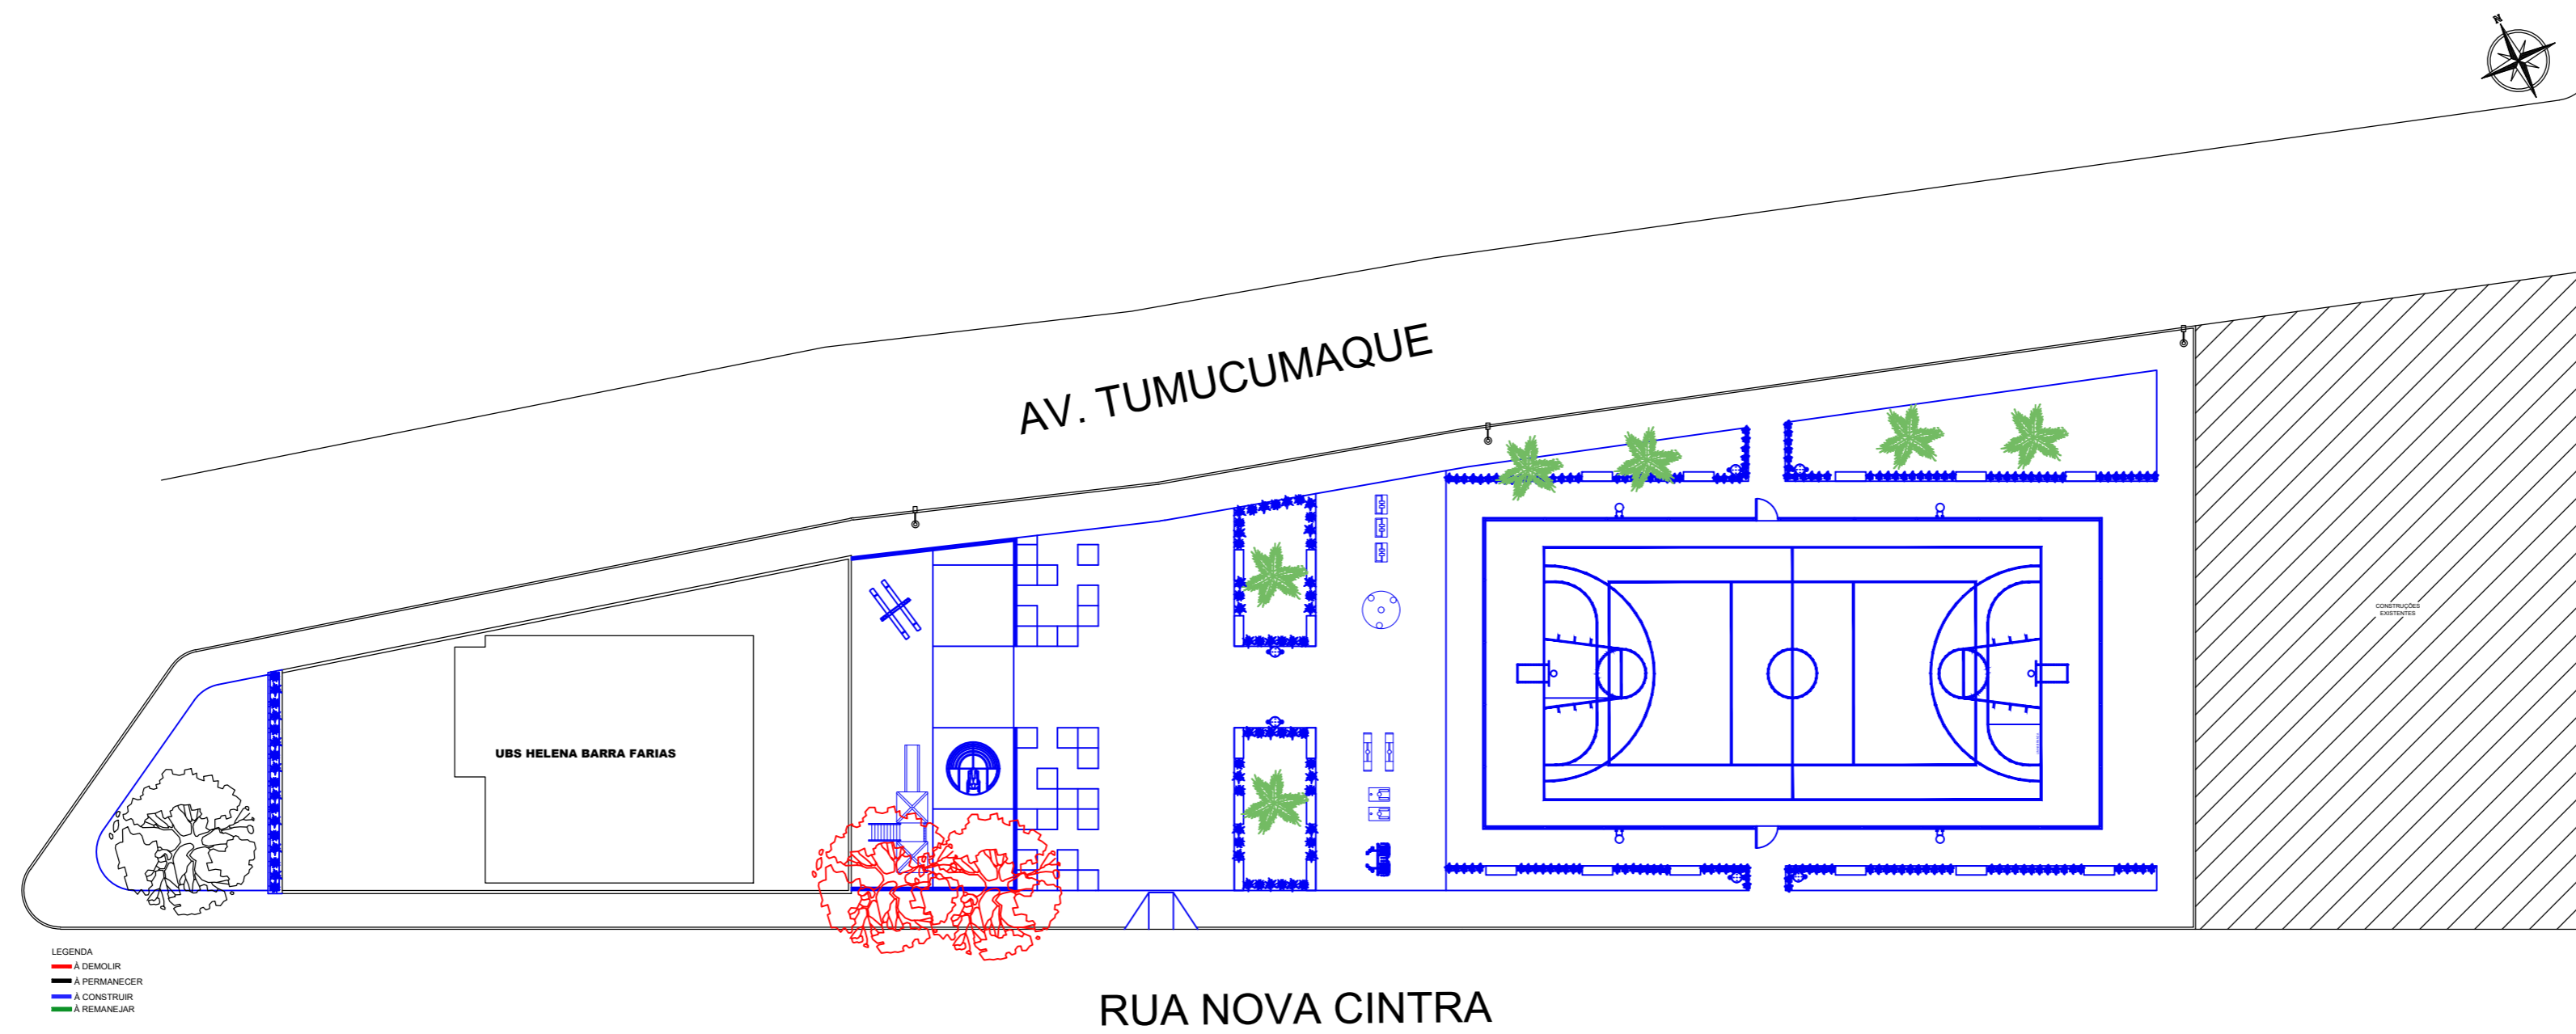 N
AV. TUMUCUMAQUE
CONSTRUÇÕES
EXISTENTES
UBS HELENA BARRA FARIAS
LEGENDA
À DEMOLIR
À PERMANECER
À CONSTRUIR
À REMANEJAR
RUA NOVA CINTRA